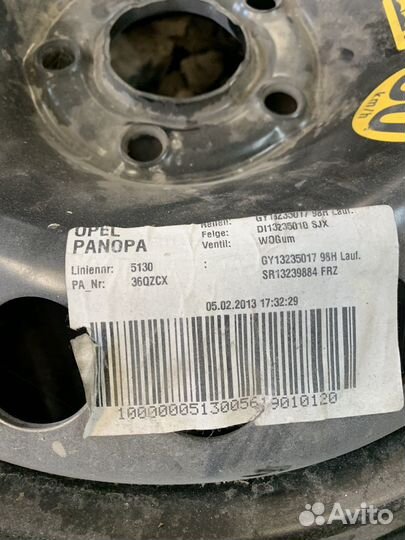 km/h
OPEL
PANOPA
Reifen: GY13235017 98H Lauf.
Felge: DI13235010 SJX
Ventil: WOGum
Liniennr: 5130 : GY13235017 98H Lauf.
PA_Nr: 36QZCX SR13239884 FRZ
05.02.2013 17:32:29
1000000513005619010120
Avito